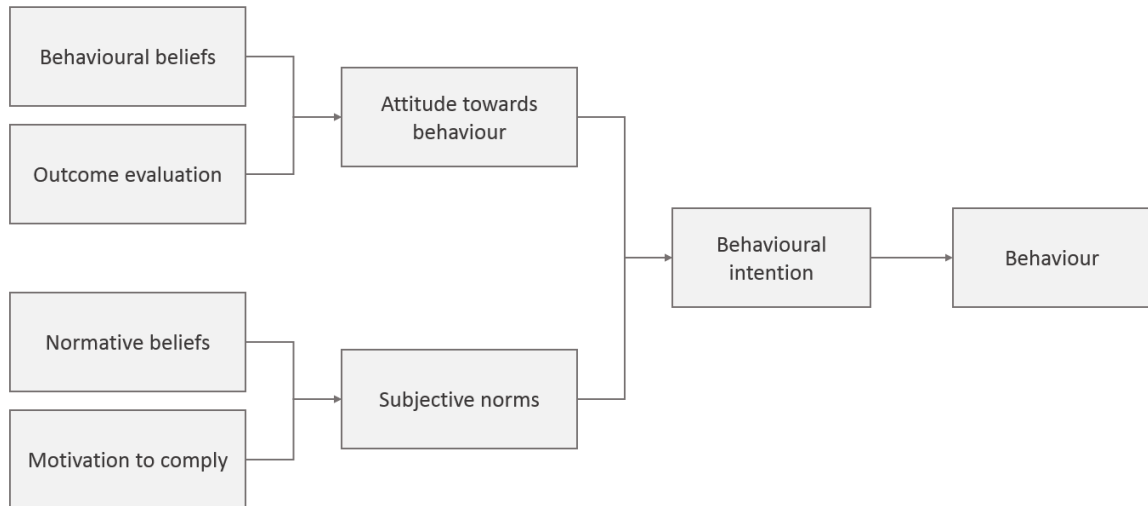 Behavioural beliefs
Outcome evaluation
Attitude towards
behaviour
Normative beliefs
Motivation to comply
Subjective norms
Behavioural
intention
Behaviour